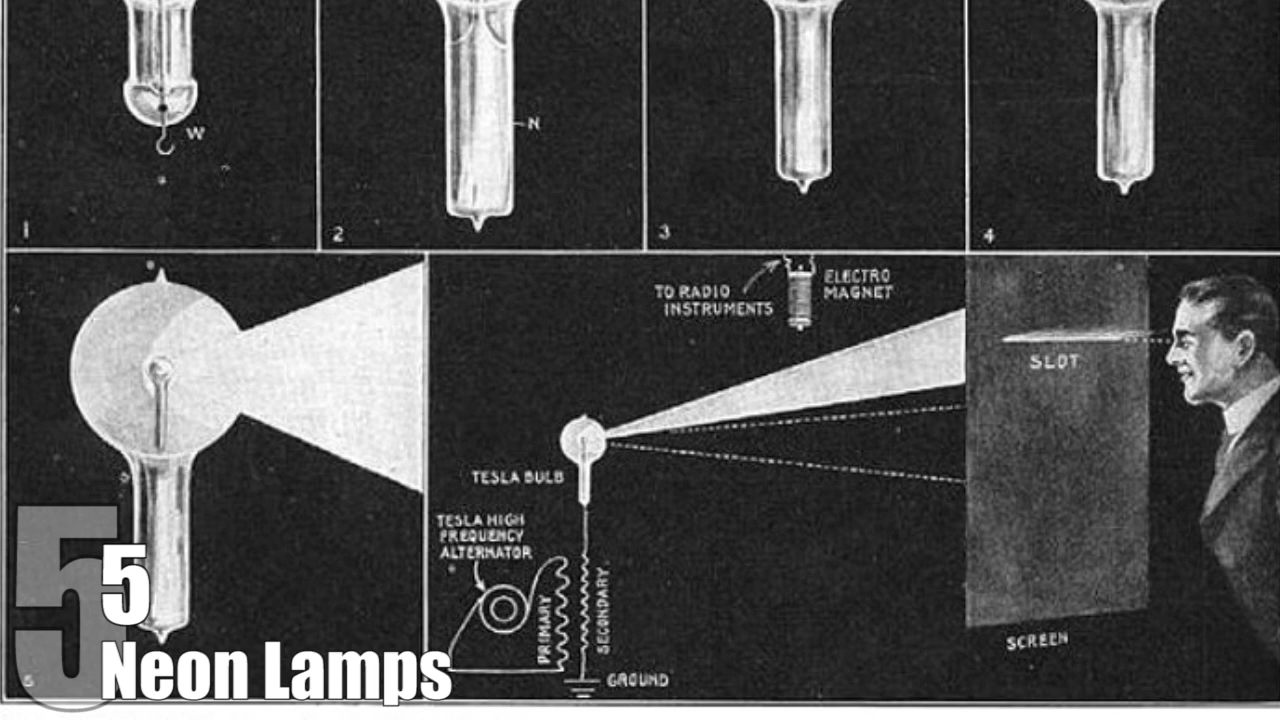 W
N
1
2
3
4
TO RADIO
INSTRUMENTS
ELECTRO
MAGNET
SLOT
TESLA BULB
TESLA HIGH
FREQUENCY
ALTERNATOR
PRIMARY
SECONDARY
GROUND
SCREEN
5
5
5
Neon Lamps